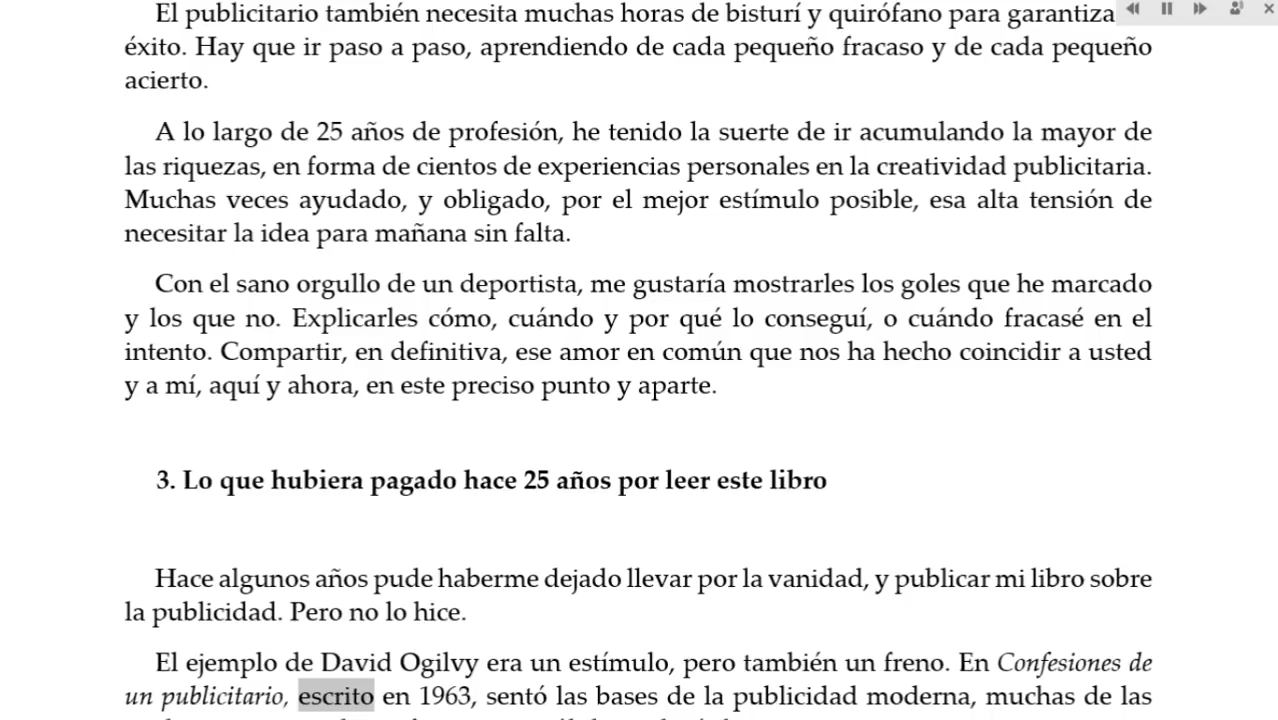 El publicitario también necesita muchas horas de bisturí y quirófano para garantiza
éxito. Hay que ir paso a paso, aprendiendo de cada pequeño fracaso y de cada pequeño
acierto.
A lo largo de 25 años de profesión, he tenido la suerte de ir acumulando la mayor de
las riquezas, en forma de cientos de experiencias personales en la creatividad publicitaria.
Muchas veces ayudado, y obligado, por el mejor estímulo posible, esa alta tensión de
necesitar la idea para mañana sin falta.
Con el sano orgullo de un deportista, me gustaría mostrarles los goles que he marcado
y los que no. Explicarles cómo, cuándo y por qué lo conseguí, o cuándo fracasé en el
intento. Compartir, en definitiva, ese amor en común que nos ha hecho coincidir a usted
y a mí, aquí y ahora, en este preciso punto y aparte.
3. Lo que hubiera pagado hace 25 años por leer este libro
Hace algunos años pude haberme dejado llevar por la vanidad, y publicar mi libro sobre
la publicidad. Pero no lo hice.
El ejemplo de David Ogilvy era un estímulo, pero también un freno. En Confesiones de
un publicitario, escrito en 1963, sentó las bases de la publicidad moderna, muchas de las